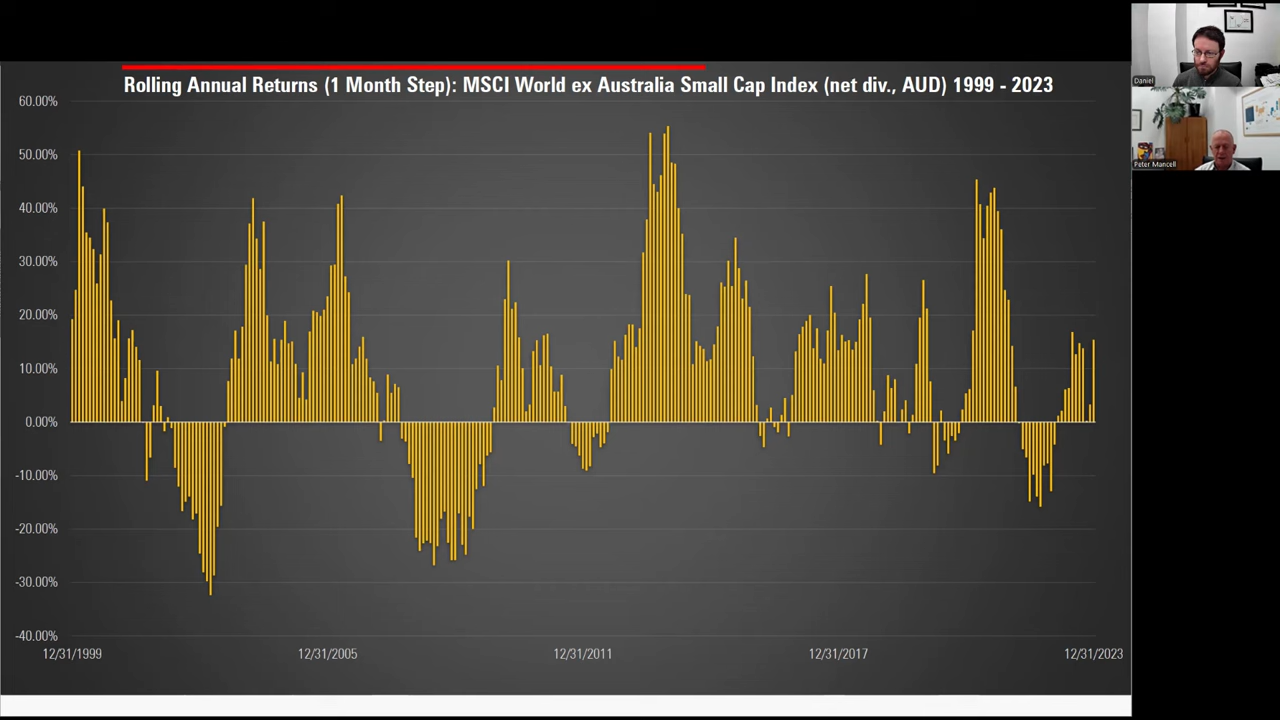 Rolling Annual Returns (1 Month Step): MSCI World ex Australia Small Cap Index (net div., AUD) 1999 - 2023
60.00%
50.00%
40.00%
30.00%
20.00%
10.00%
0.00%
-10.00%
-20.00%
-30.00%
-40.00%
12/31/1999 12/31/2005 12/31/2011 12/31/2017 12/31/2023
Daniel
Peter Mancell